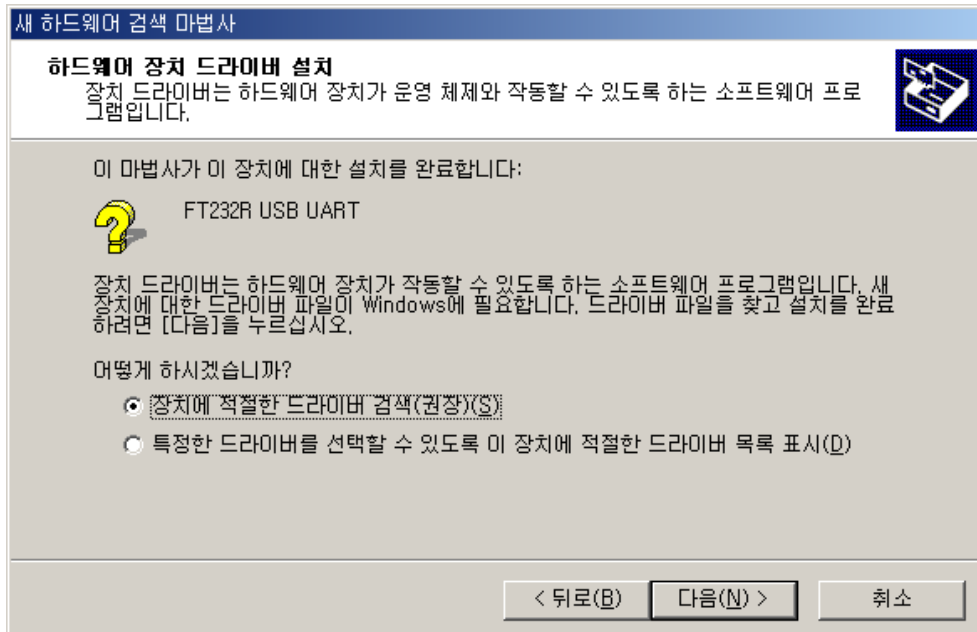 새 하드웨어 검색 마법사
하드웨어 장치 드라이버 설치
장치 드라이버는 하드웨어 장치가 운영 체제와 작동할 수 있도록 하는 소프트웨어 프로
그램입니다.
이 마법사가 이 장치에 대한 설치를 완료합니다:
FT232R USB UART
장치 드라이버는 하드웨어 장치가 작동할 수 있도록 하는 소프트웨어 프로그램입니다. 새
장치에 대한 드라이버 파일이 Windows에 필요합니다. 드라이버 파일을 찾고 설치를 완료
하려면 [다음]을 누르십시오.
어떻게 하시겠습니까?
장치에 적절한 드라이버 검색(권장)(S)
특정한 드라이버를 선택할 수 있도록 이 장치에 적절한 드라이버 목록 표시(D)
< 뒤로(B) 다음(N) > 취소